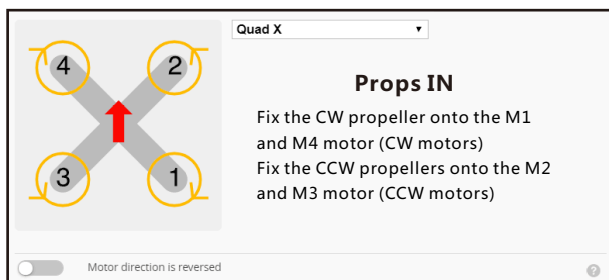 Quad X
4
2
3
1
Props IN
Fix the CW propeller onto the M1
and M4 motor (CW motors)
Fix the CCW propellers onto the M2
and M3 motor (CCW motors)
Motor direction is reversed
?